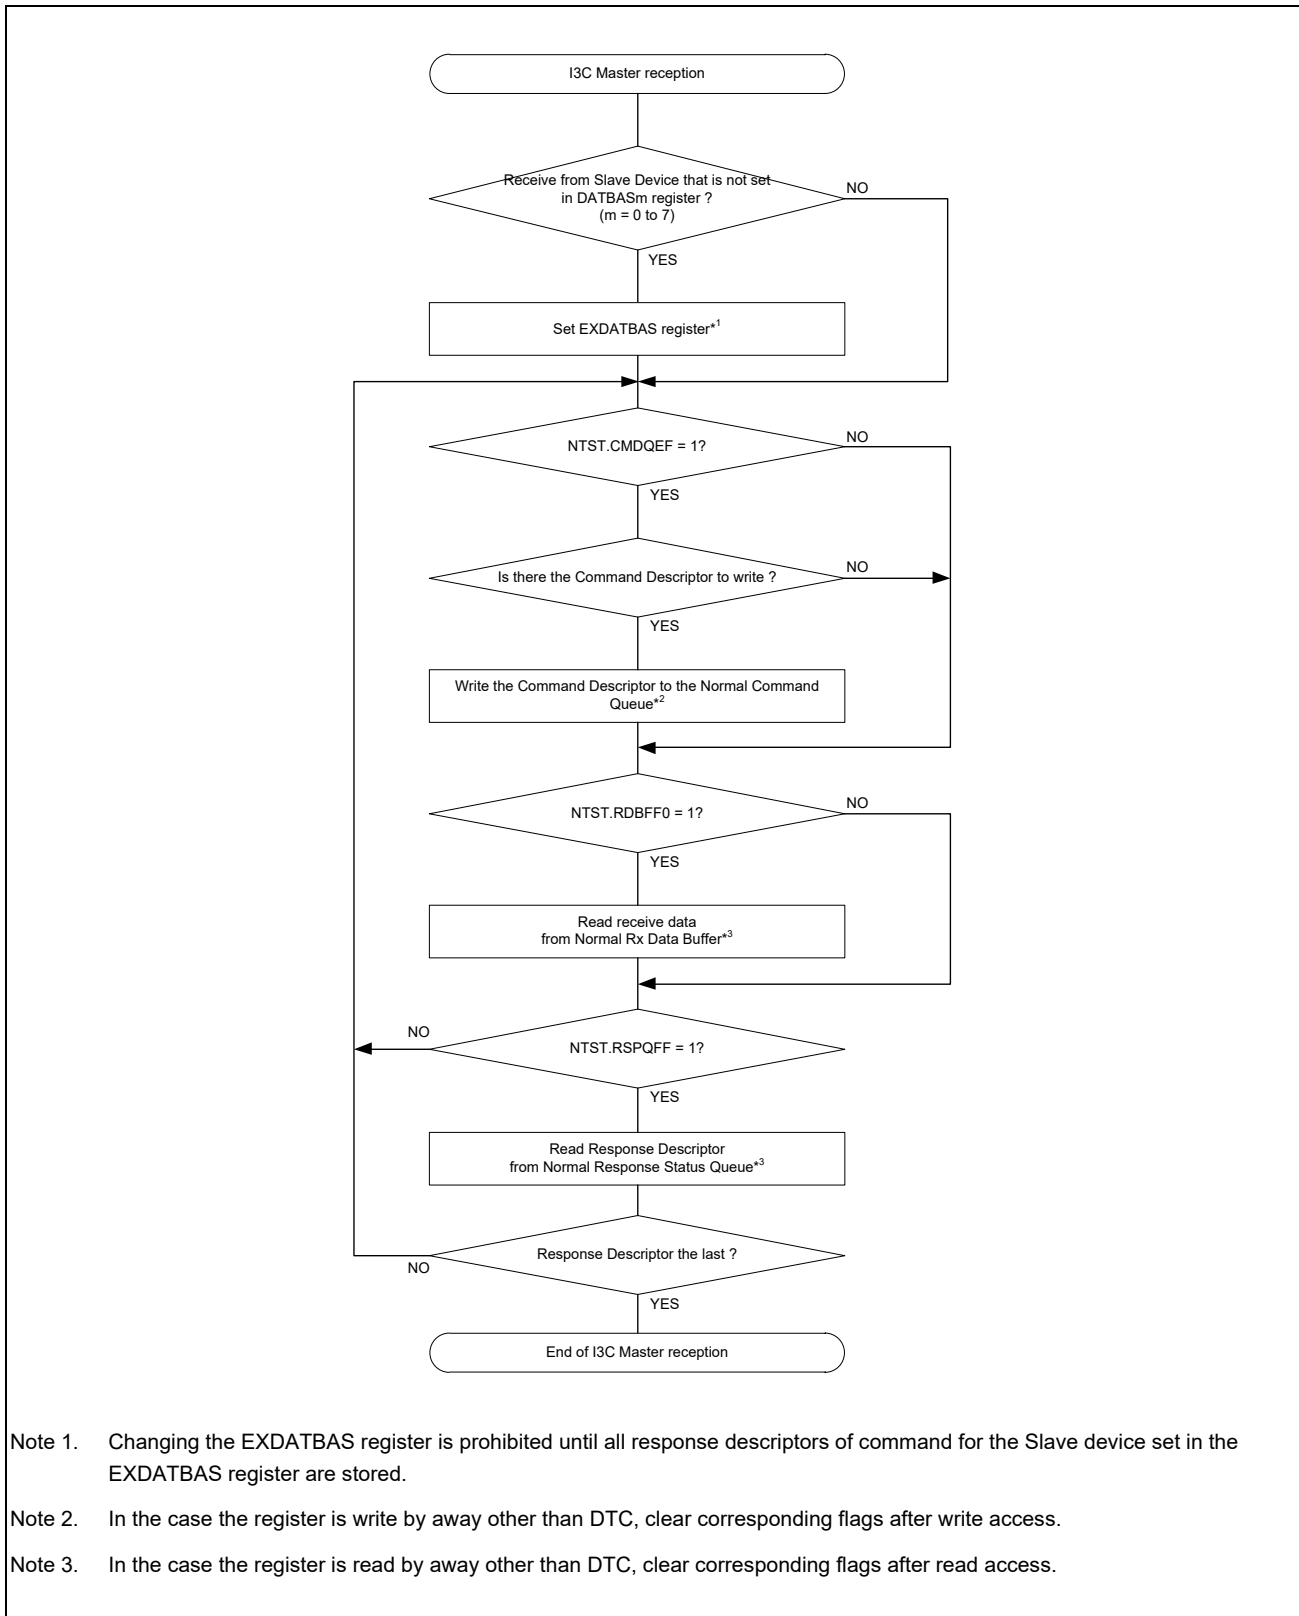 I3C Master reception
Receive from Slave Device that is not set
in DATBASm register ?
(m = 0 to 7)
NO
YES
Set EXDATBAS register*1
NTST.CMDQEF = 1?
NO
YES
Is there the Command Descriptor to write ?
NO
YES
Write the Command Descriptor to the Normal Command
Queue*2
NTST.RDBFF0 = 1?
NO
YES
Read receive data
from Normal Rx Data Buffer*3
NO
NTST.RSPQFF = 1?
YES
Read Response Descriptor
from Normal Response Status Queue*3
Response Descriptor the last ?
NO
YES
End of I3C Master reception
Note 1. Changing the EXDATBAS register is prohibited until all response descriptors of command for the Slave device set in the
EXDATBAS register are stored.
Note 2. In the case the register is write by away other than DTC, clear corresponding flags after write access.
Note 3. In the case the register is read by away other than DTC, clear corresponding flags after read access.